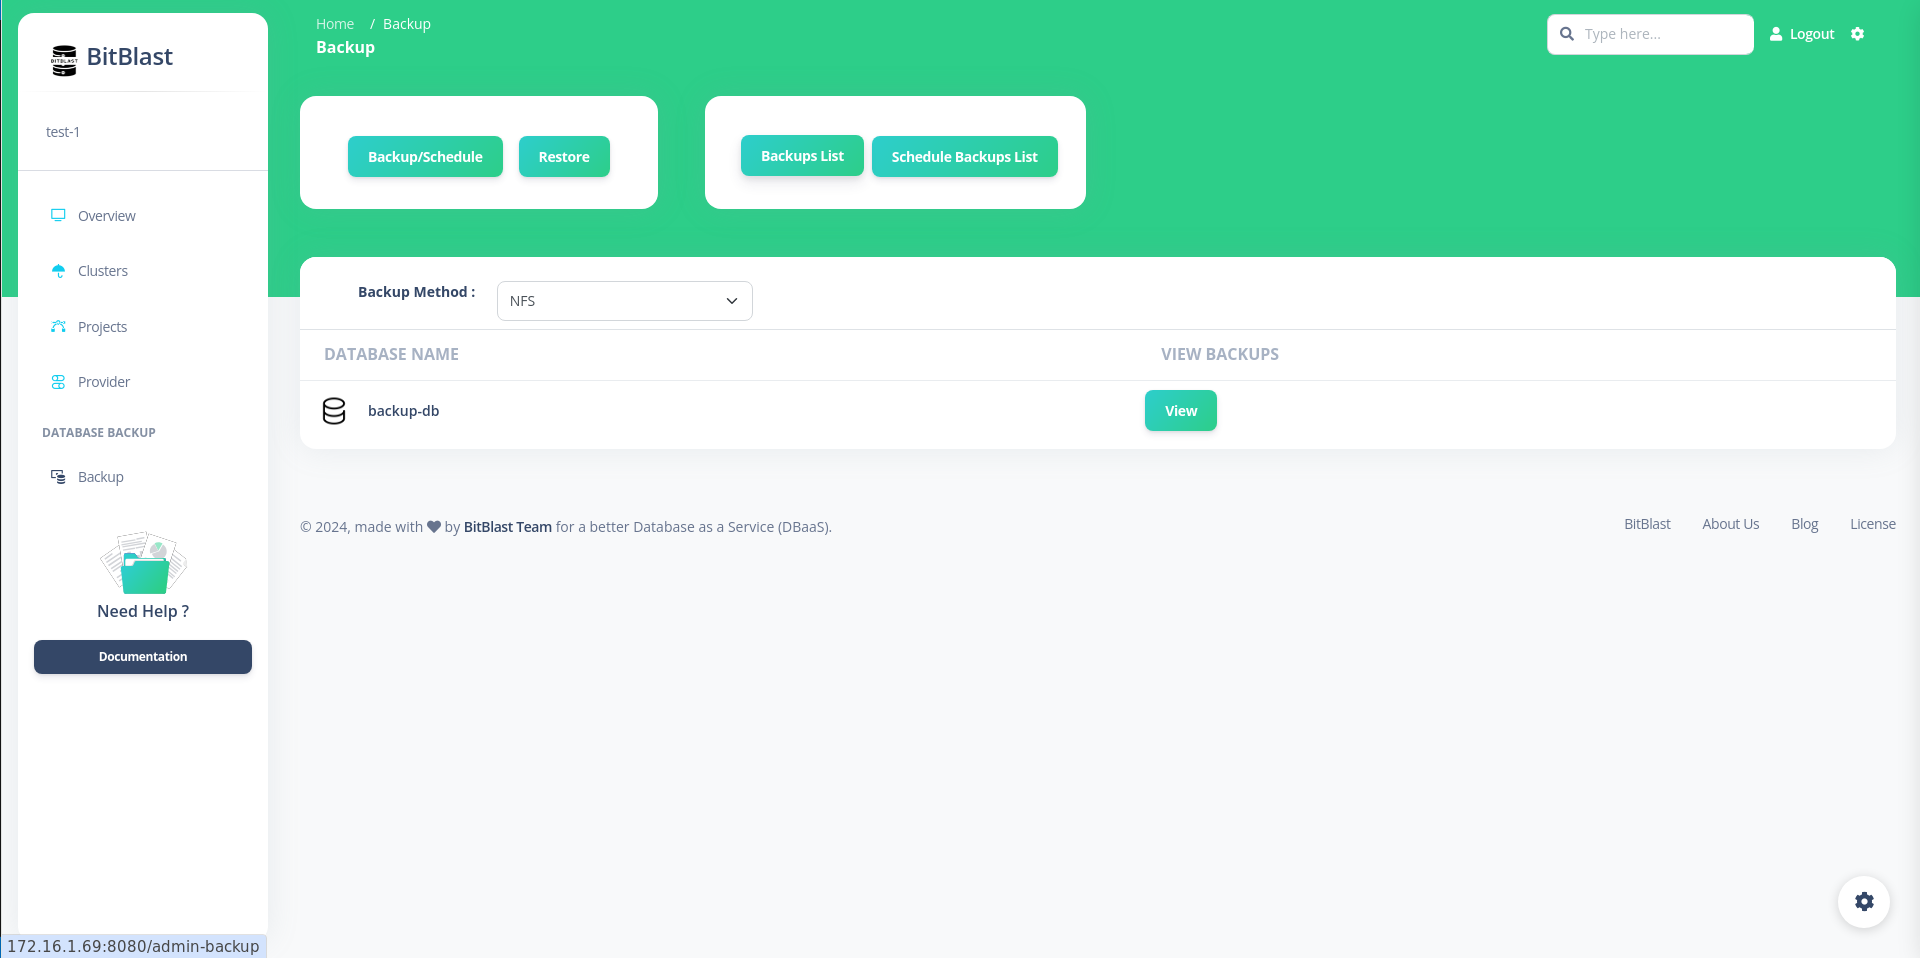 BitBlast
test-1
Overview
Clusters
Projects
Provider
DATABASE BACKUP
Backup
Need Help ?
Documentation
Home / Backup
Backup
Type here...
Logout
Backup/Schedule
Restore
Backups List
Schedule Backups List
Backup Method :
NFS
DATABASE NAME
VIEW BACKUPS
backup-db
View
© 2024, made with by BitBlast Team for a better Database as a Service (DBaaS).
BitBlast
About Us
Blog
License
172.16.1.69:8080/admin-backup